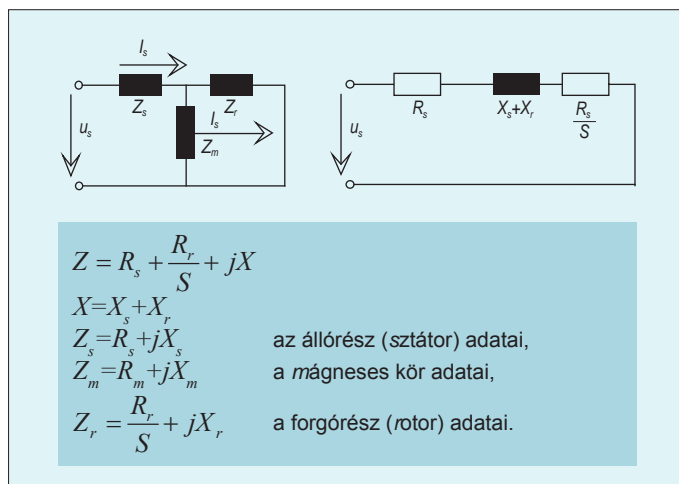 I_s
Z_s
Z_r
u_s
I_s
Z_m
u_s
R_s
X_s+X_r
R_s
S
Z = R_s + R_r/S + jX
X=X_s+X_r
Z_s=R_s+jX_s az állórész (sztátor) adatai,
Z_m=R_m+jX_m a mágneses kör adatai,
Z_r = R_r/S + jX_r a forgórész (rotor) adatai.